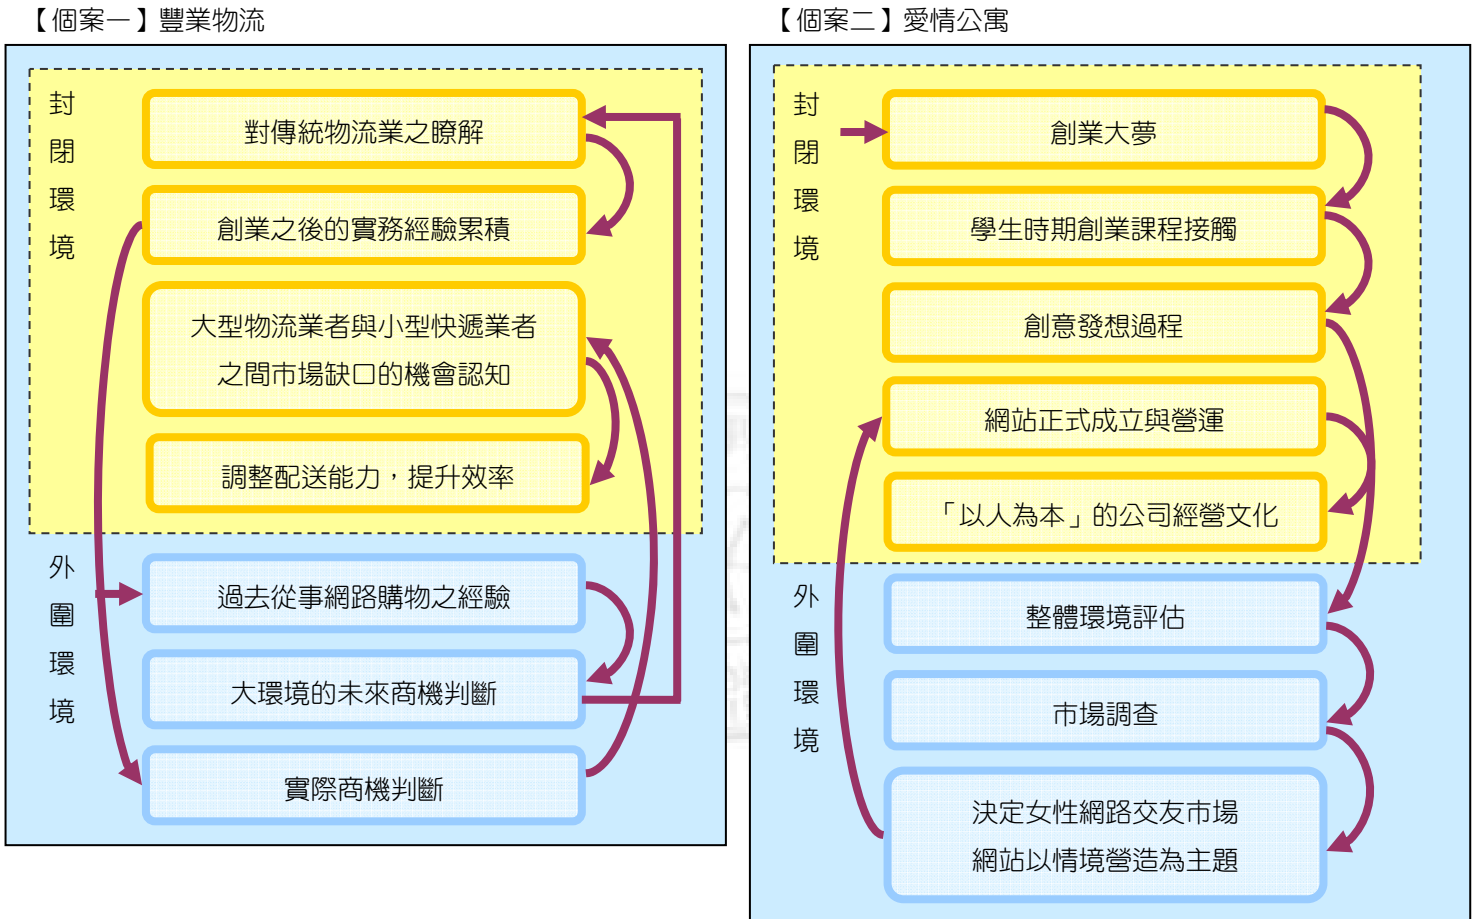 【個案一】豐業物流
封閉環境
對傳統物流業之瞭解
創業之後的實務經驗累積
大型物流業者與小型快遞業者
之間市場缺口的機會認知
調整配送能力，提升效率
外圍環境
過去從事網路購物之經驗
大環境的未來商機判斷
實際商機判斷
【個案二】愛情公寓
封閉環境
創業大夢
學生時期創業課程接觸
創意發想過程
網站正式成立與營運
「以人為本」的公司經營文化
外圍環境
整體環境評估
市場調查
決定女性網路交友市場
網站以情境營造為主題